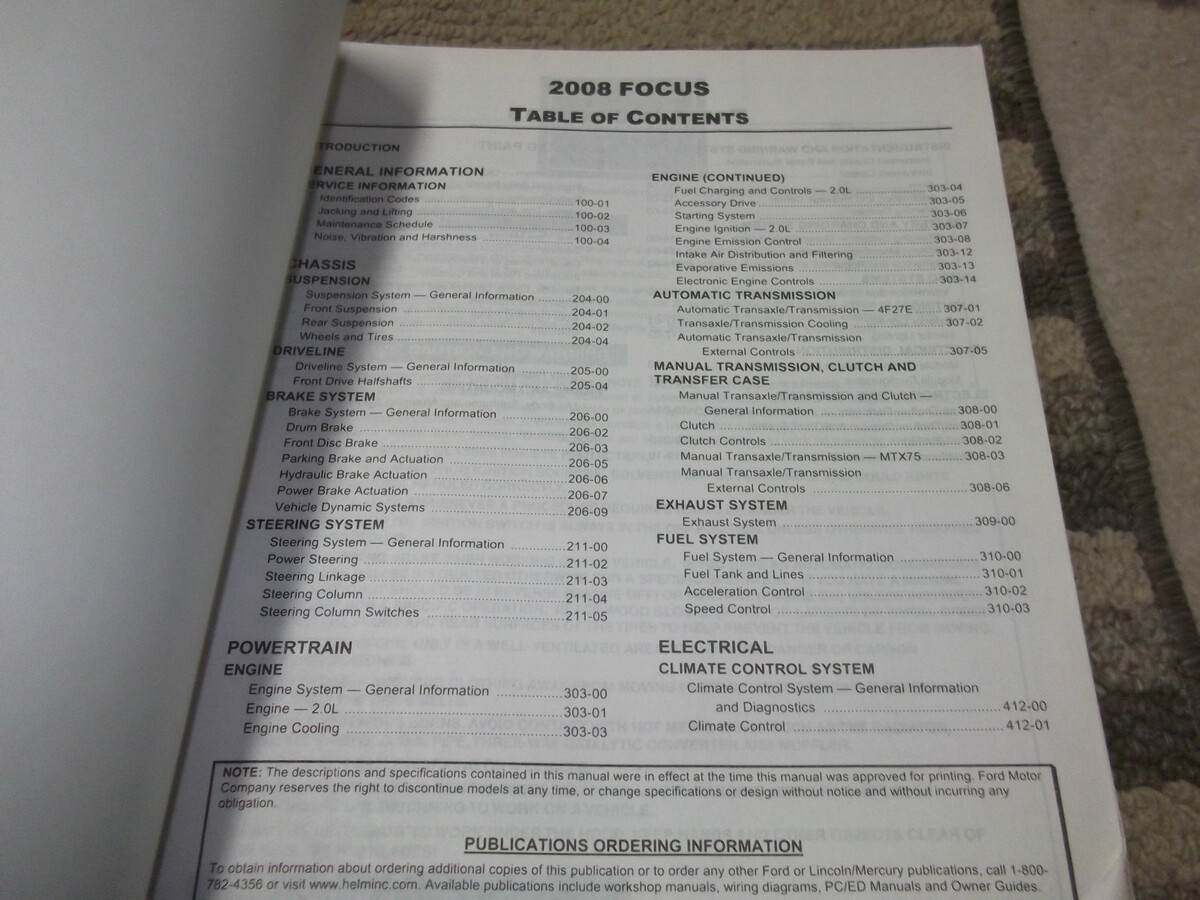 2008 FOCUS
TABLE OF CONTENTS
TRODUCTION
ENERAL INFORMATION
ERVICE INFORMATION
Identification Codes ........ 100-01
Jacking and Lifting ........ 100-02
Maintenance Schedule ........ 100-03
Noise, Vibration and Harshness ........ 100-04
CHASSIS
SUSPENSION
Suspension System — General Information ........ 204-00
Front Suspension ........ 204-01
Rear Suspension ........ 204-02
Wheels and Tires ........ 204-04
DRIVELINE
Driveline System — General Information ........ 205-00
Front Drive Halfshafts ........ 205-04
BRAKE SYSTEM
Brake System — General Information ........ 206-00
Drum Brake ........ 206-02
Front Disc Brake ........ 206-03
Parking Brake and Actuation ........ 206-05
Hydraulic Brake Actuation ........ 206-06
Power Brake Actuation ........ 206-07
Vehicle Dynamic Systems ........ 206-09
STEERING SYSTEM
Steering System — General Information ........ 211-00
Power Steering ........ 211-02
Steering Linkage ........ 211-03
Steering Column ........ 211-04
Steering Column Switches ........ 211-05
POWERTRAIN
ENGINE
Engine System — General Information ........ 303-00
Engine — 2.0L ........ 303-01
Engine Cooling ........ 303-03
ENGINE (CONTINUED)
Fuel Charging and Controls — 2.0L ........ 303-04
Accessory Drive ........ 303-05
Starting System ........ 303-06
Engine Ignition — 2.0L ........ 303-07
Engine Emission Control ........ 303-08
Intake Air Distribution and Filtering ........ 303-12
Evaporative Emissions ........ 303-13
Electronic Engine Controls ........ 303-14
AUTOMATIC TRANSMISSION
Automatic Transaxle/Transmission — 4F27E ........ 307-01
Transaxle/Transmission Cooling ........ 307-02
Automatic Transaxle/Transmission
External Controls ........ 307-05
MANUAL TRANSMISSION, CLUTCH AND
TRANSFER CASE
Manual Transaxle/Transmission and Clutch —
General Information ........ 308-00
Clutch ........ 308-01
Clutch Controls ........ 308-02
Manual Transaxle/Transmission — MTX75 ........ 308-03
Manual Transaxle/Transmission
External Controls ........ 308-06
EXHAUST SYSTEM
Exhaust System ........ 309-00
FUEL SYSTEM
Fuel System — General Information ........ 310-00
Fuel Tank and Lines ........ 310-01
Acceleration Control ........ 310-02
Speed Control ........ 310-03
ELECTRICAL
CLIMATE CONTROL SYSTEM
Climate Control System — General Information
and Diagnostics ........ 412-00
Climate Control ........ 412-01
NOTE: The descriptions and specifications contained in this manual were in effect at the time this manual was approved for printing. Ford Motor
Company reserves the right to discontinue models at any time, or change specifications or design without notice and without incurring any
obligation.
PUBLICATIONS ORDERING INFORMATION
To obtain information about ordering additional copies of this publication or to order any other Ford or Lincoln/Mercury publications, call 1-800-
782-4356 or visit www.helminc.com. Available publications include workshop manuals, wiring diagrams, PC/ED Manuals and Owner Guides.